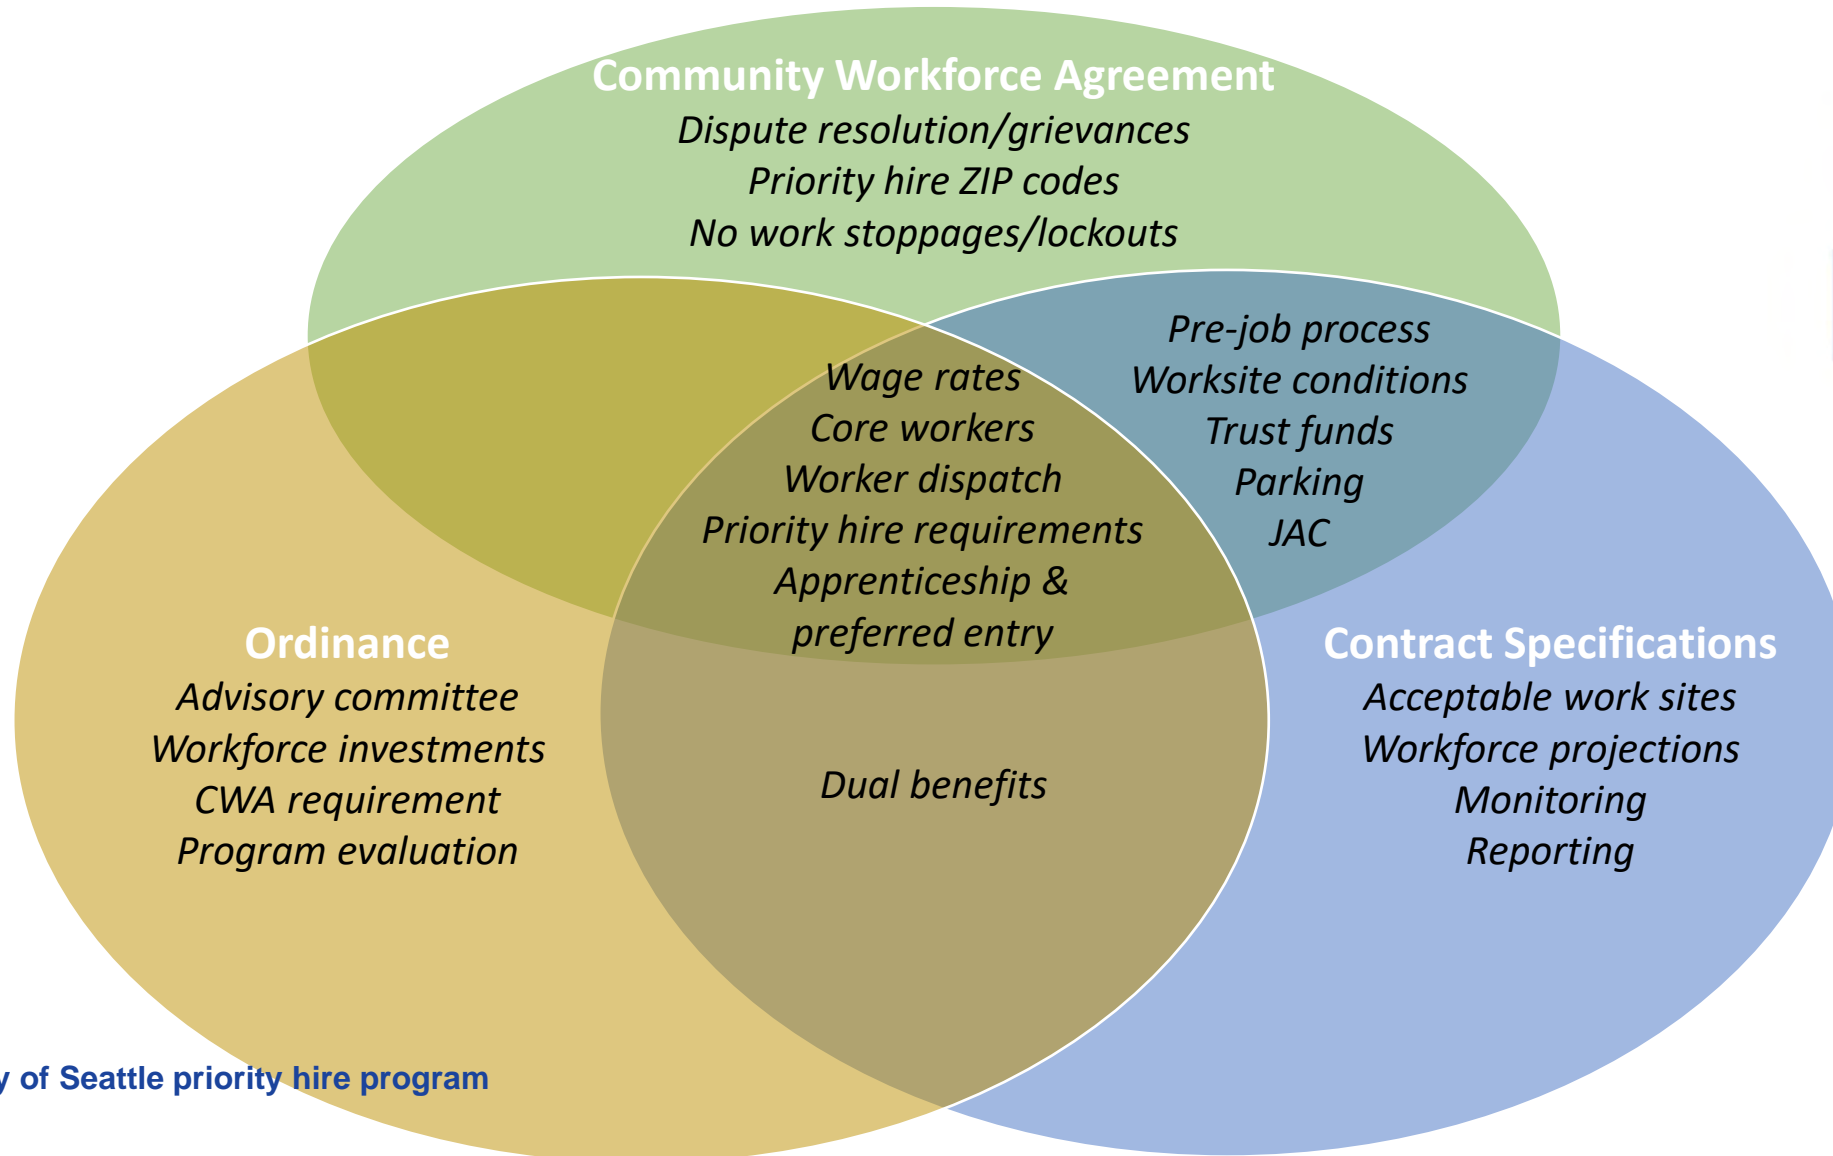 Community Workforce Agreement
Dispute resolution/grievances
Priority hire ZIP codes
No work stoppages/lockouts
Pre-job process
Worksite conditions
Trust funds
Parking
JAC
Wage rates
Core workers
Worker dispatch
Priority hire requirements
Apprenticeship &
preferred entry
Ordinance
Advisory committee
Workforce investments
CWA requirement
Program evaluation
Dual benefits
Contract Specifications
Acceptable work sites
Workforce projections
Monitoring
Reporting
y of Seattle priority hire program